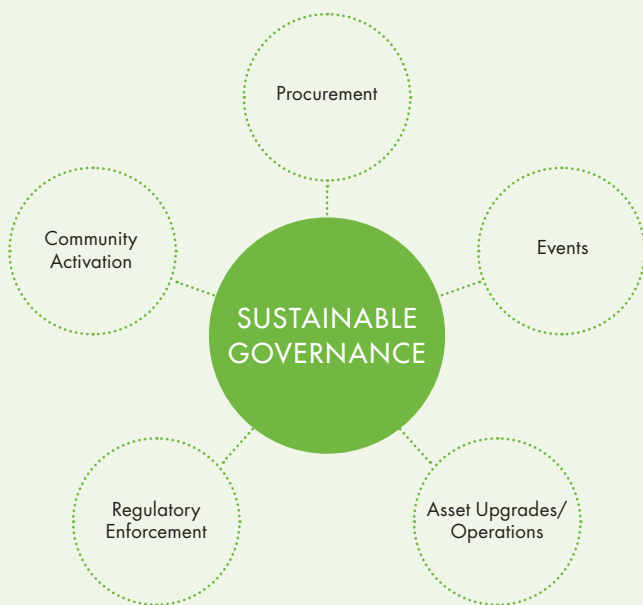 Procurement
Community
Activation
Events
SUSTAINABLE
GOVERNANCE
Regulatory
Enforcement
Asset Upgrades/
Operations